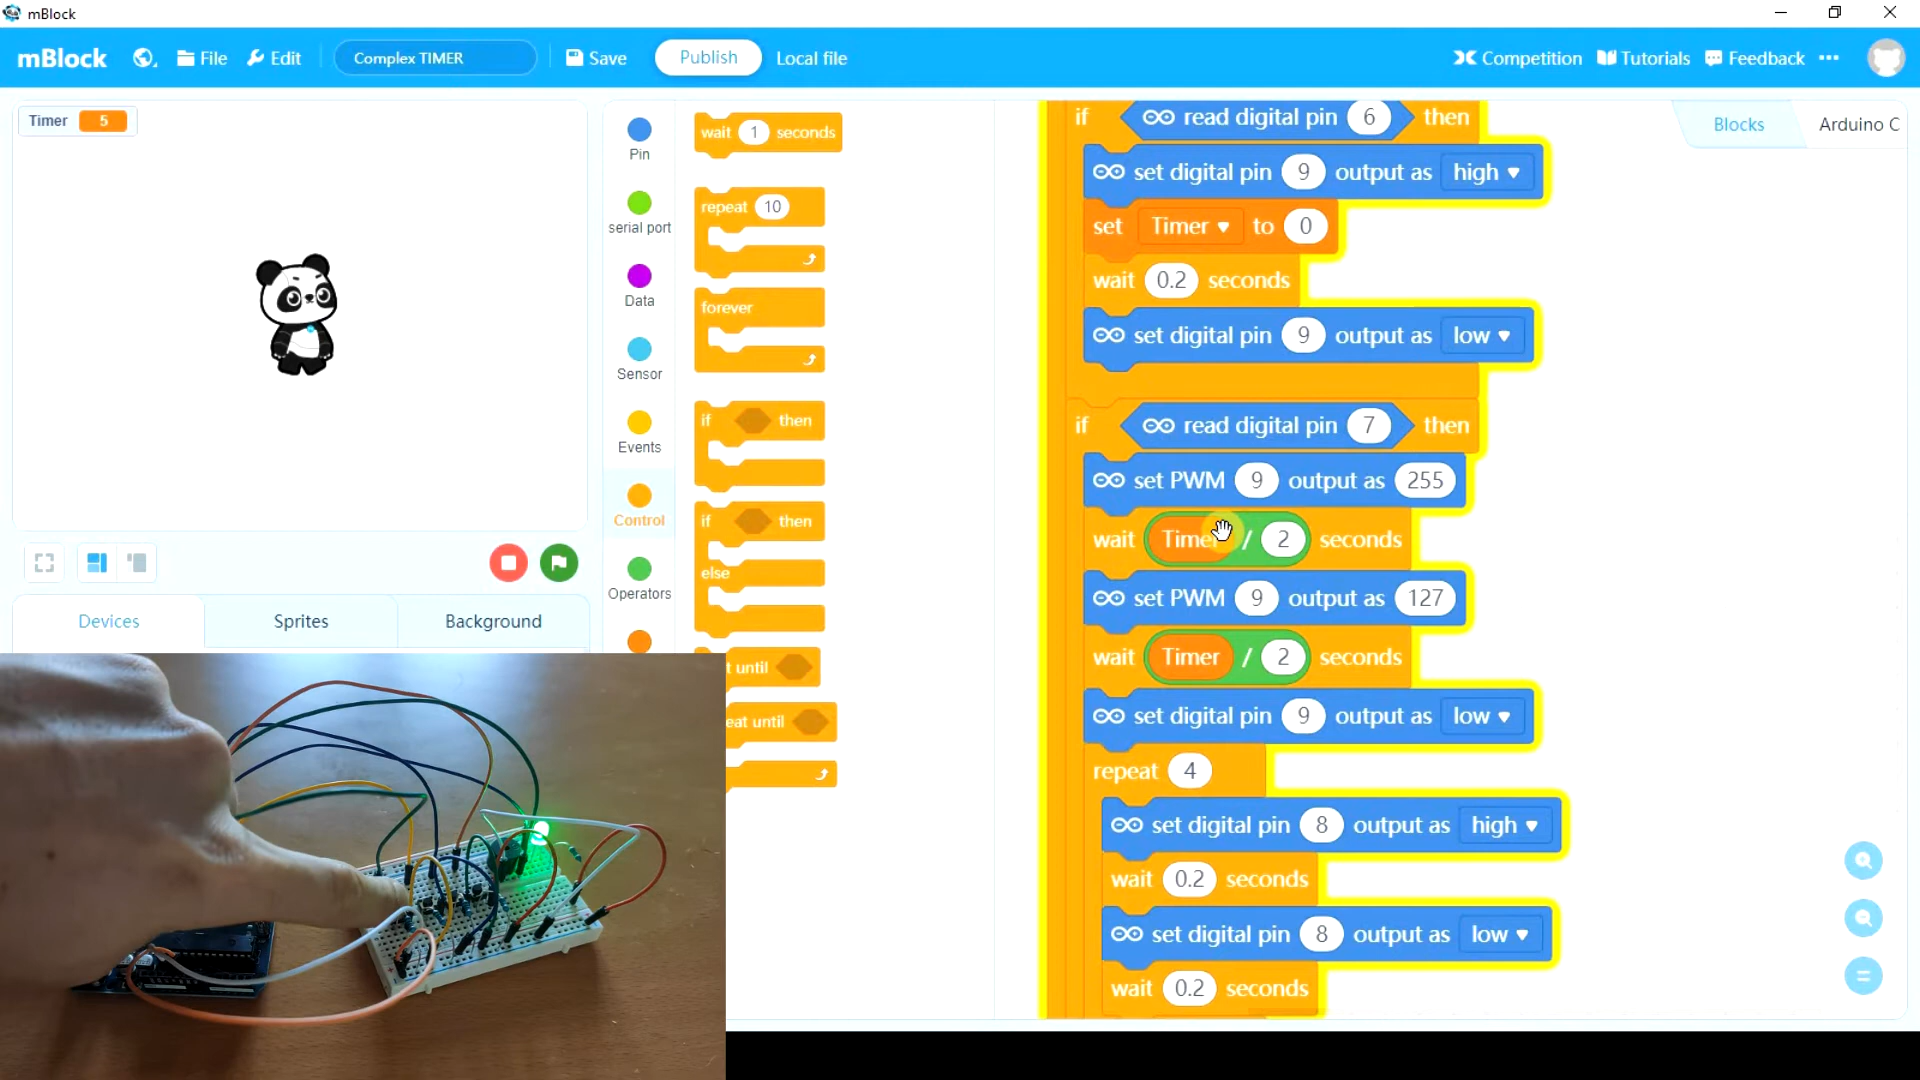 mBlock
mBlock File Edit Complex TIMER Save Publish Local file Competition Tutorials Feedback
Timer 5
Devices Sprites Background
Pin
serial port
Data
Sensor
Events
Control
Operators
wait 1 seconds
repeat 10
forever
if then
if then
else
t until
eat until
if read digital pin 6 then
set digital pin 9 output as high
set Timer to 0
wait 0.2 seconds
set digital pin 9 output as low
if read digital pin 7 then
set PWM 9 output as 255
wait Timer / 2 seconds
set PWM 9 output as 127
wait Timer / 2 seconds
set digital pin 9 output as low
repeat 4
set digital pin 8 output as high
wait 0.2 seconds
set digital pin 8 output as low
wait 0.2 seconds
Blocks Arduino C